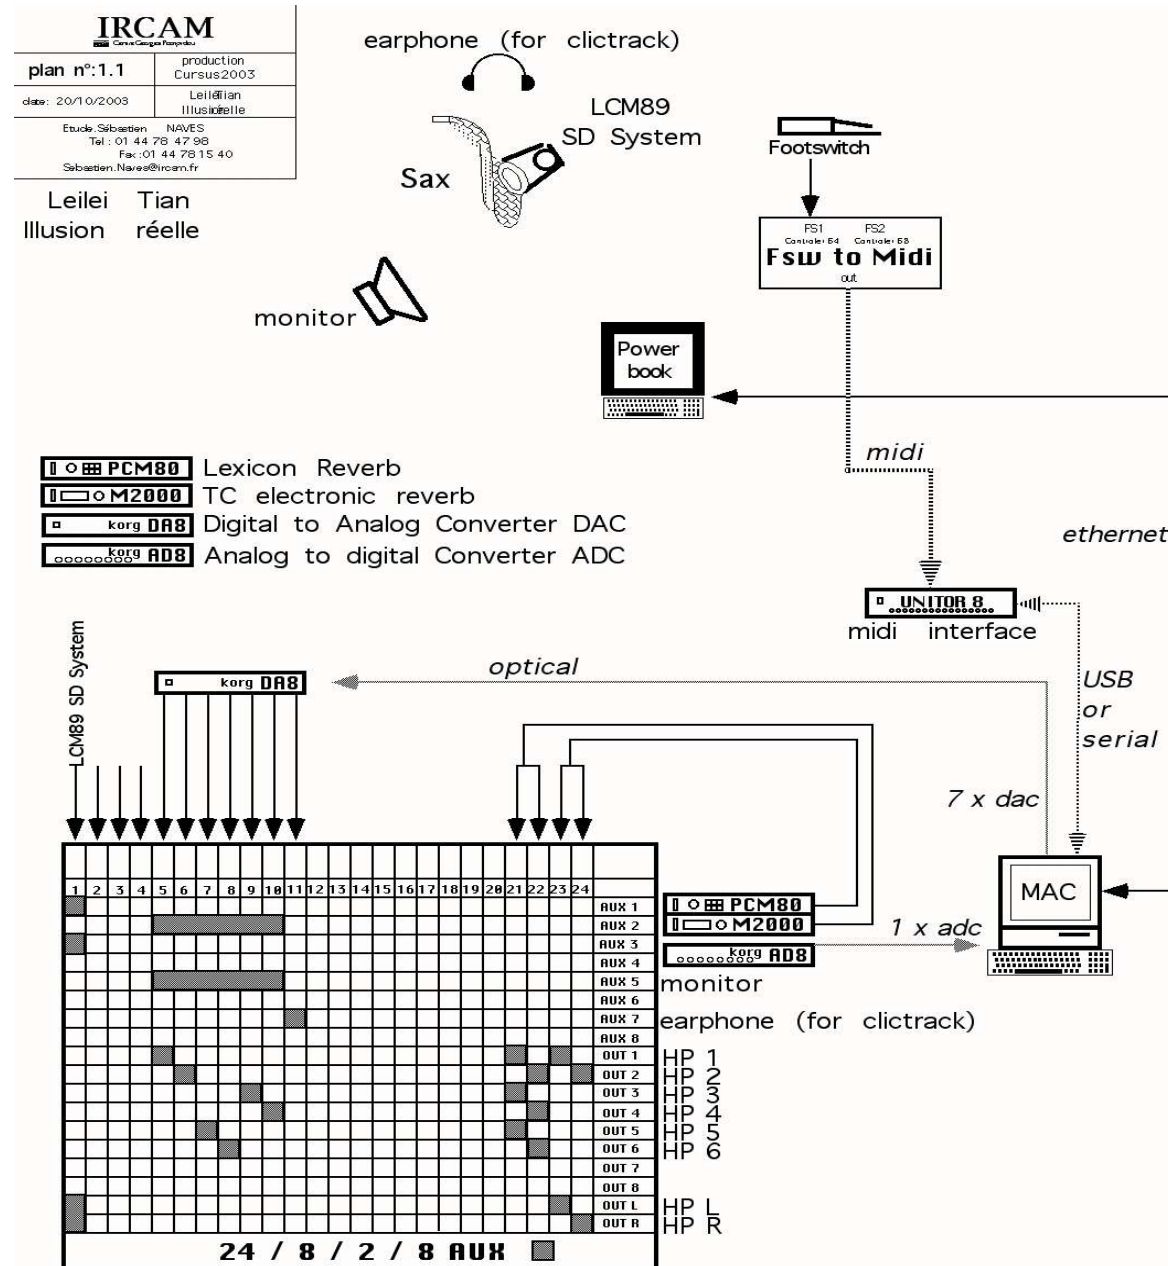 IRCAM
Centre Georges Pompidou
plan n°:1.1
production
Cursus2003
date: 20/10/2003
Etude.Sébastien NAVES
Tel : 01 44 78 47 98
Fax :01 44 78 15 40
Sebastien.Naves@ircam.fr
Leilei Tian
Illusion réelle
earphone (for clictrack)
LCM89
SD System
Sax
monitor
Footswitch
FS1 FS2
Controler 64 Controler
Fsw to Midi
out
Power
book
midi
ethernet
PCM80 Lexicon Reverb
M2000 TC electronic reverb
korg DA8 Digital to Analog Converter DAC
korg AD8 Analog to digital Converter ADC
UNITOR 8
midi interface
LCM89 SD System
korg DA8
optical
USB
or
serial
7 x dac
MAC
1 x adc
1 2 3 4 5 6 7 8 9 10 11 12 13 14 15 16 17 18 19 20 21 22 23 24
AUX 1
PCM80
AUX 2
M2000
AUX 3
korg AD8
AUX 4
AUX 5 monitor
AUX 6
AUX 7 earphone (for clictrack)
AUX 8
OUT 1 HP 1
OUT 2 HP 2
OUT 3 HP 3
OUT 4 HP 4
OUT 5 HP 5
OUT 6 HP 6
OUT 7
OUT 8
OUT L HP L
OUT R HP R
24 / 8 / 2 / 8 AUX